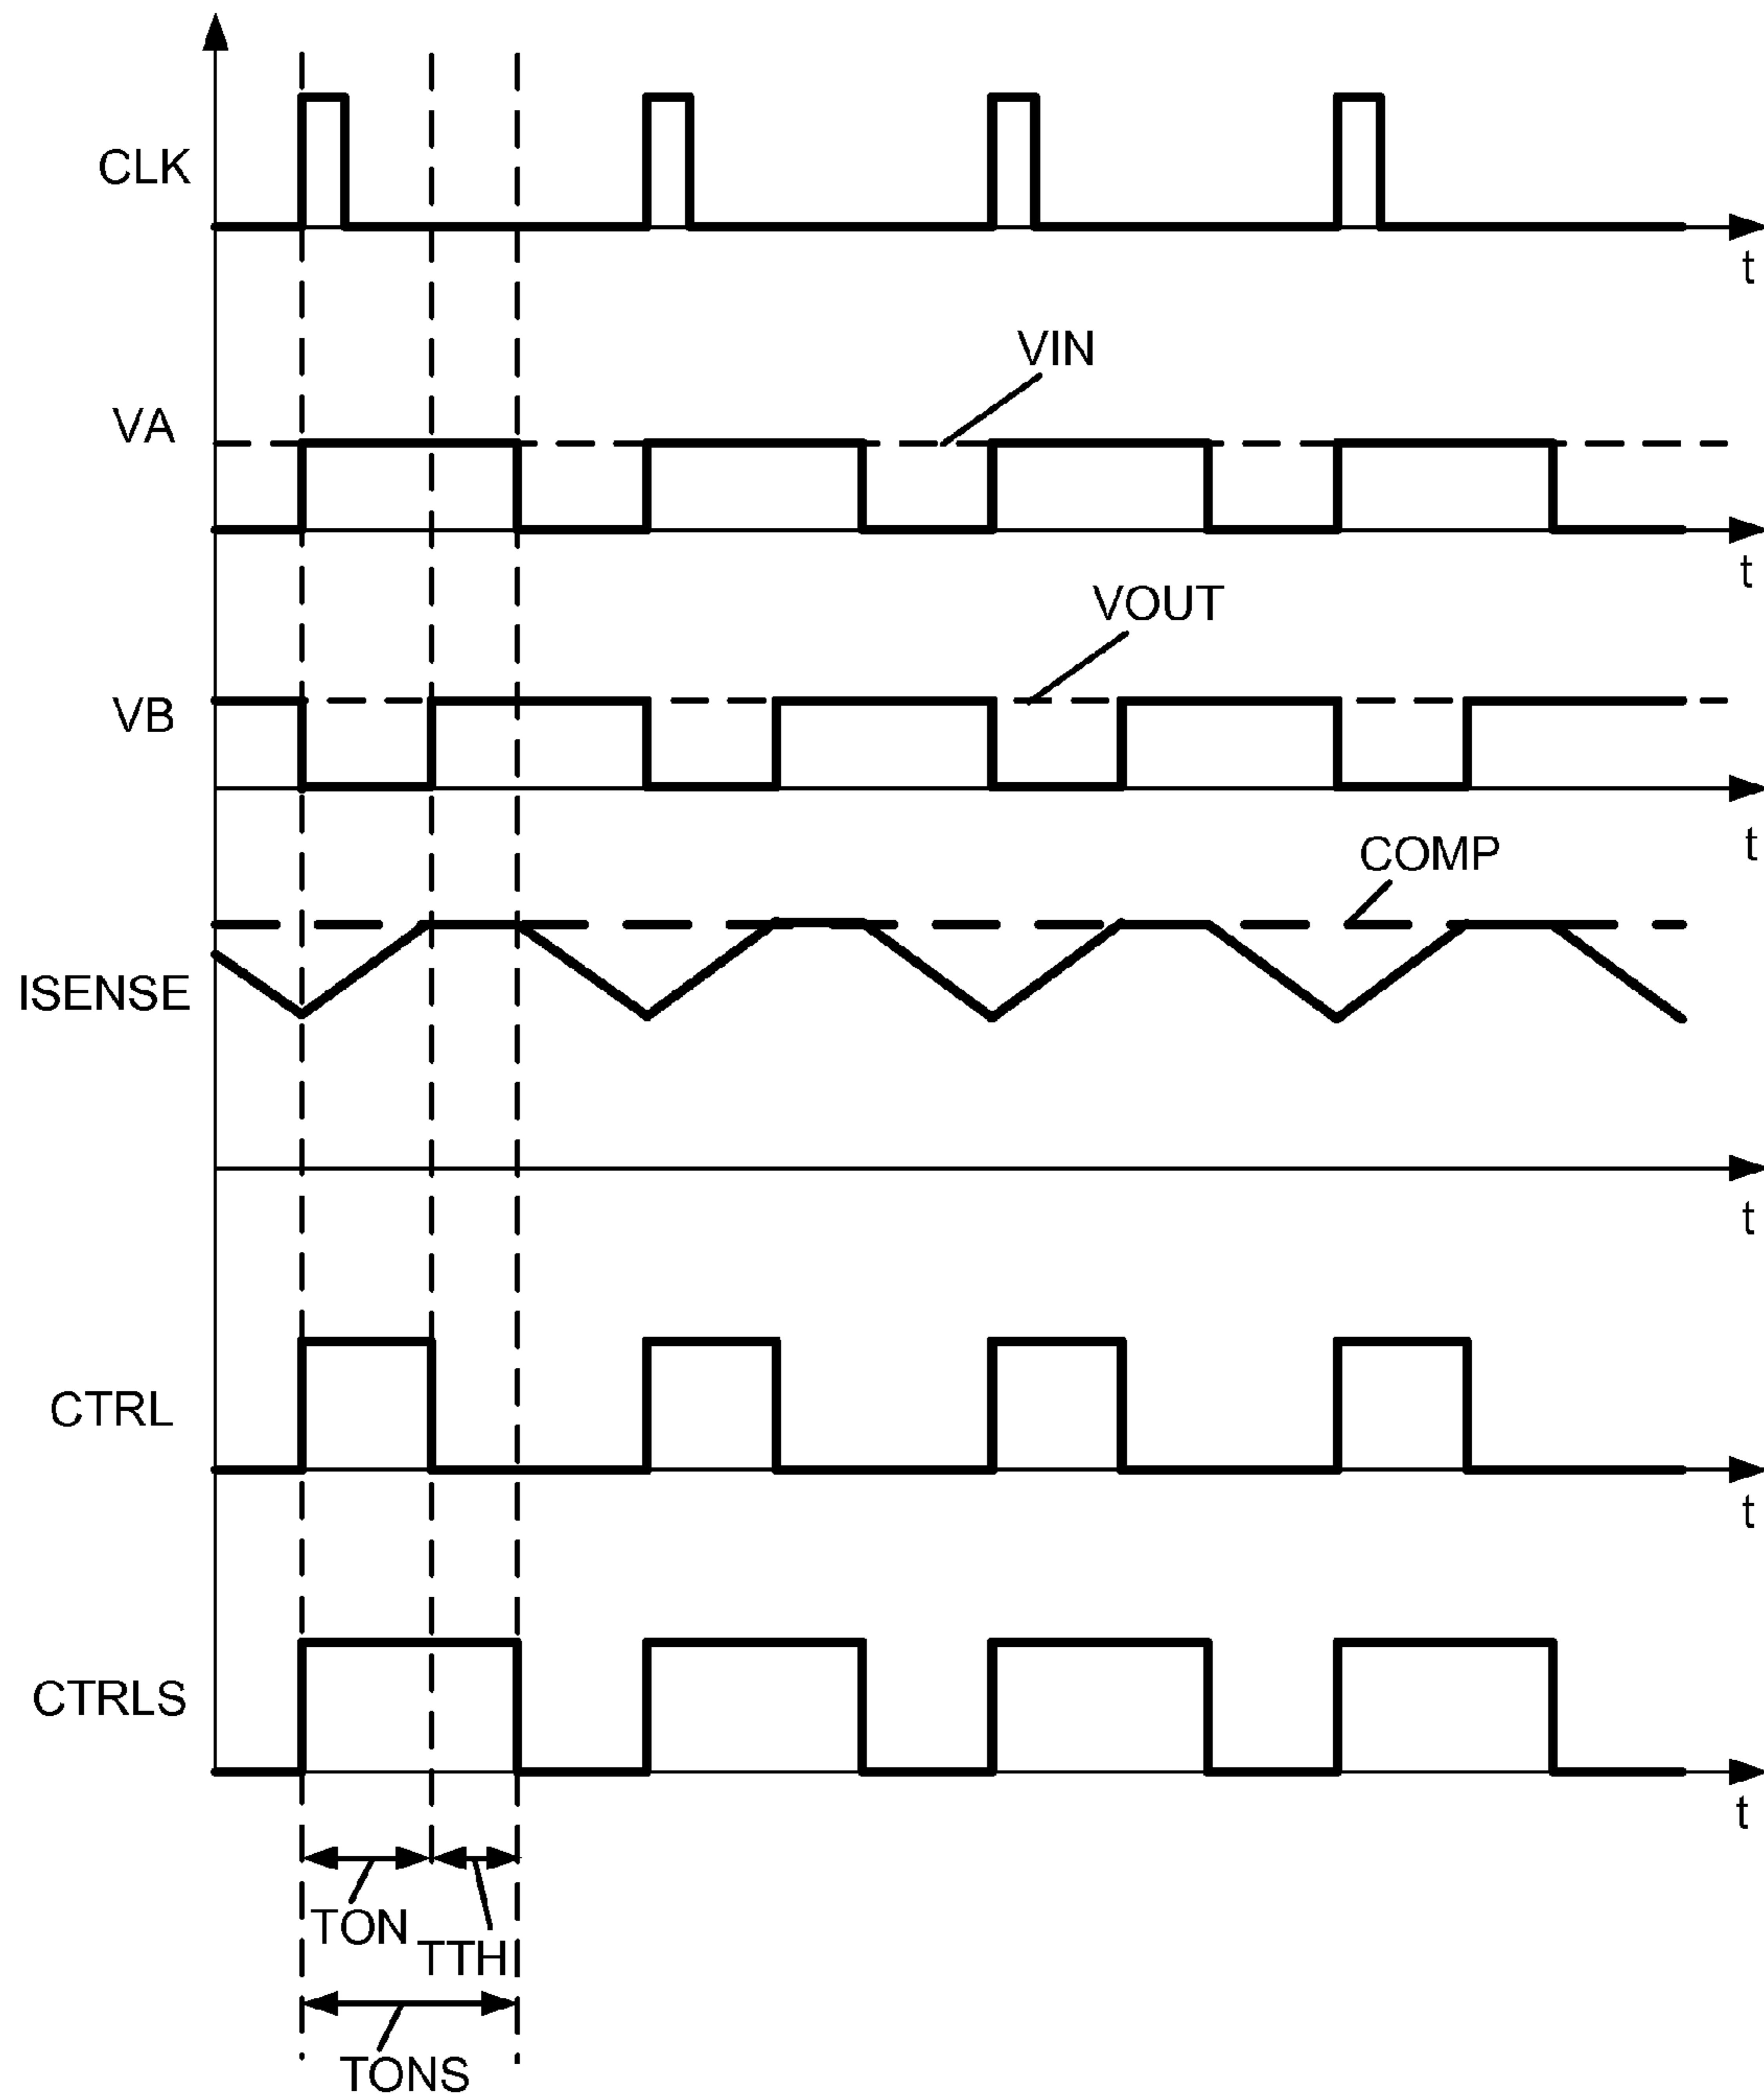 CLK
t
VIN
VA
t
VOUT
VB
t
COMP
ISENSE
t
CTRL
t
CTRLS
t
TON
TTH
TONS